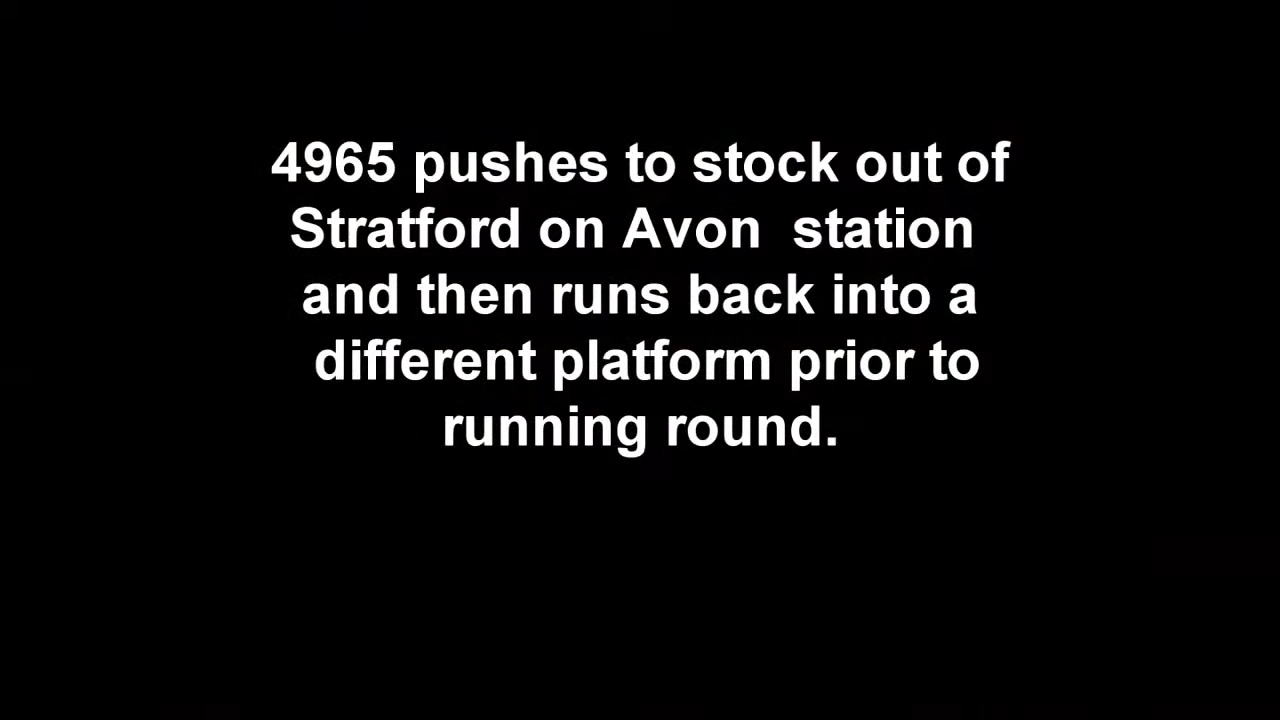 4965 pushes to stock out of
Stratford on Avon  station
and then runs back into a
different platform prior to
running round.